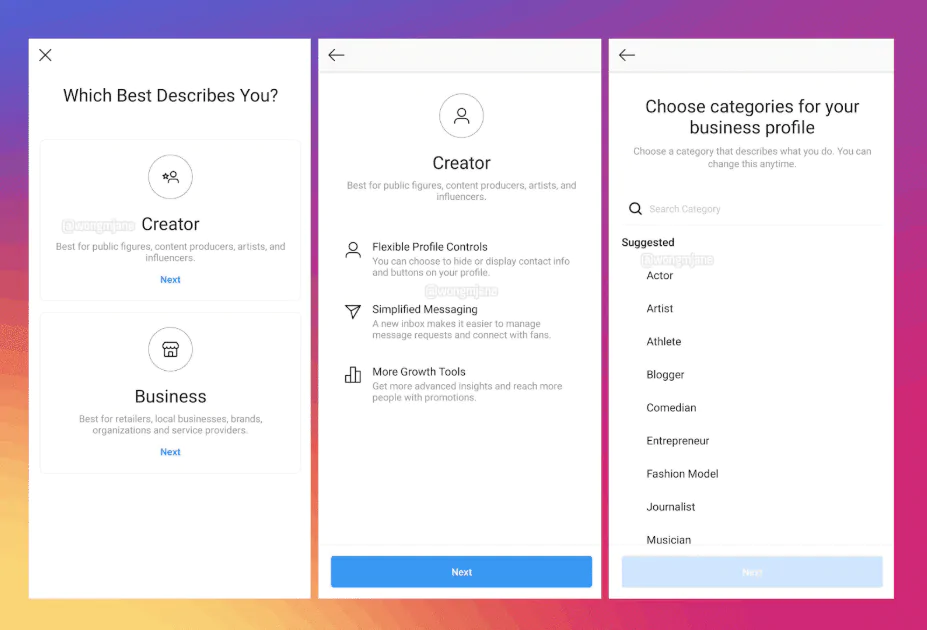 Which Best Describes You?
@wongmjane
Creator
Best for public figures, content producers, artists, and
influencers.
Next
Business
Best for retailers, local businesses, brands,
organizations and service providers.
Next
Creator
Best for public figures, content producers, artists, and
influencers.
Flexible Profile Controls
You can choose to hide or display contact info
and buttons on your profile.
@wongmjane
Simplified Messaging
A new inbox makes it easier to manage
message requests and connect with fans.
More Growth Tools
Get more advanced insights and reach more
people with promotions.
Next
Choose categories for your
business profile
Choose a category that describes what you do. You can
change this anytime.
Search Category
Suggested
@wongmjane
Actor
Artist
Athlete
Blogger
Comedian
Entrepreneur
Fashion Model
Journalist
Musician
Next